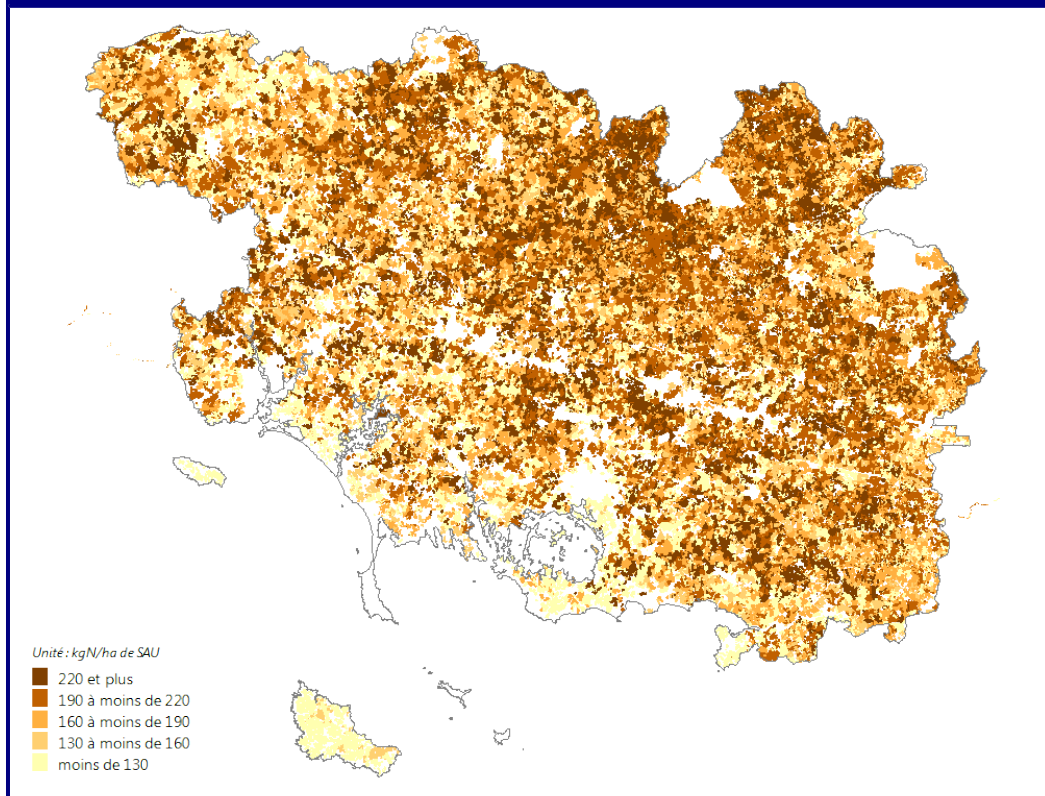 Unité : kgN/ha de SAU
220 et plus
190 à moins de 220
160 à moins de 190
130 à moins de 160
moins de 130